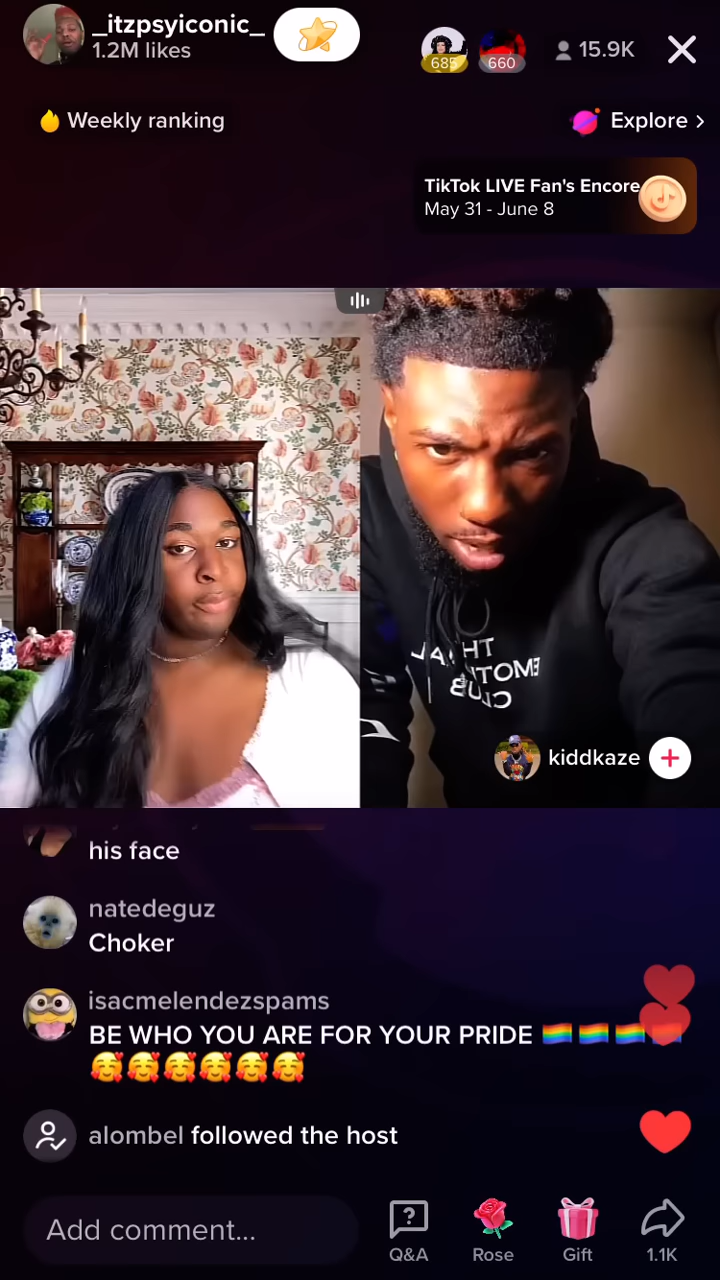 _itzpsyiconic_
1.2M likes
685
660
15.9K
Weekly ranking
Explore
TikTok LIVE Fan's Encore
May 31 - June 8
CLUB
kiddkaze
his face
natedeguz
Choker
isacmelendezspams
BE WHO YOU ARE FOR YOUR PRIDE 🏳️‍🌈🏳️‍🌈🏳️‍🌈🏳️‍🌈
🥰🥰🥰🥰🥰🥰
alombel followed the host
Add comment...
Q&A
Rose
Gift
1.1K